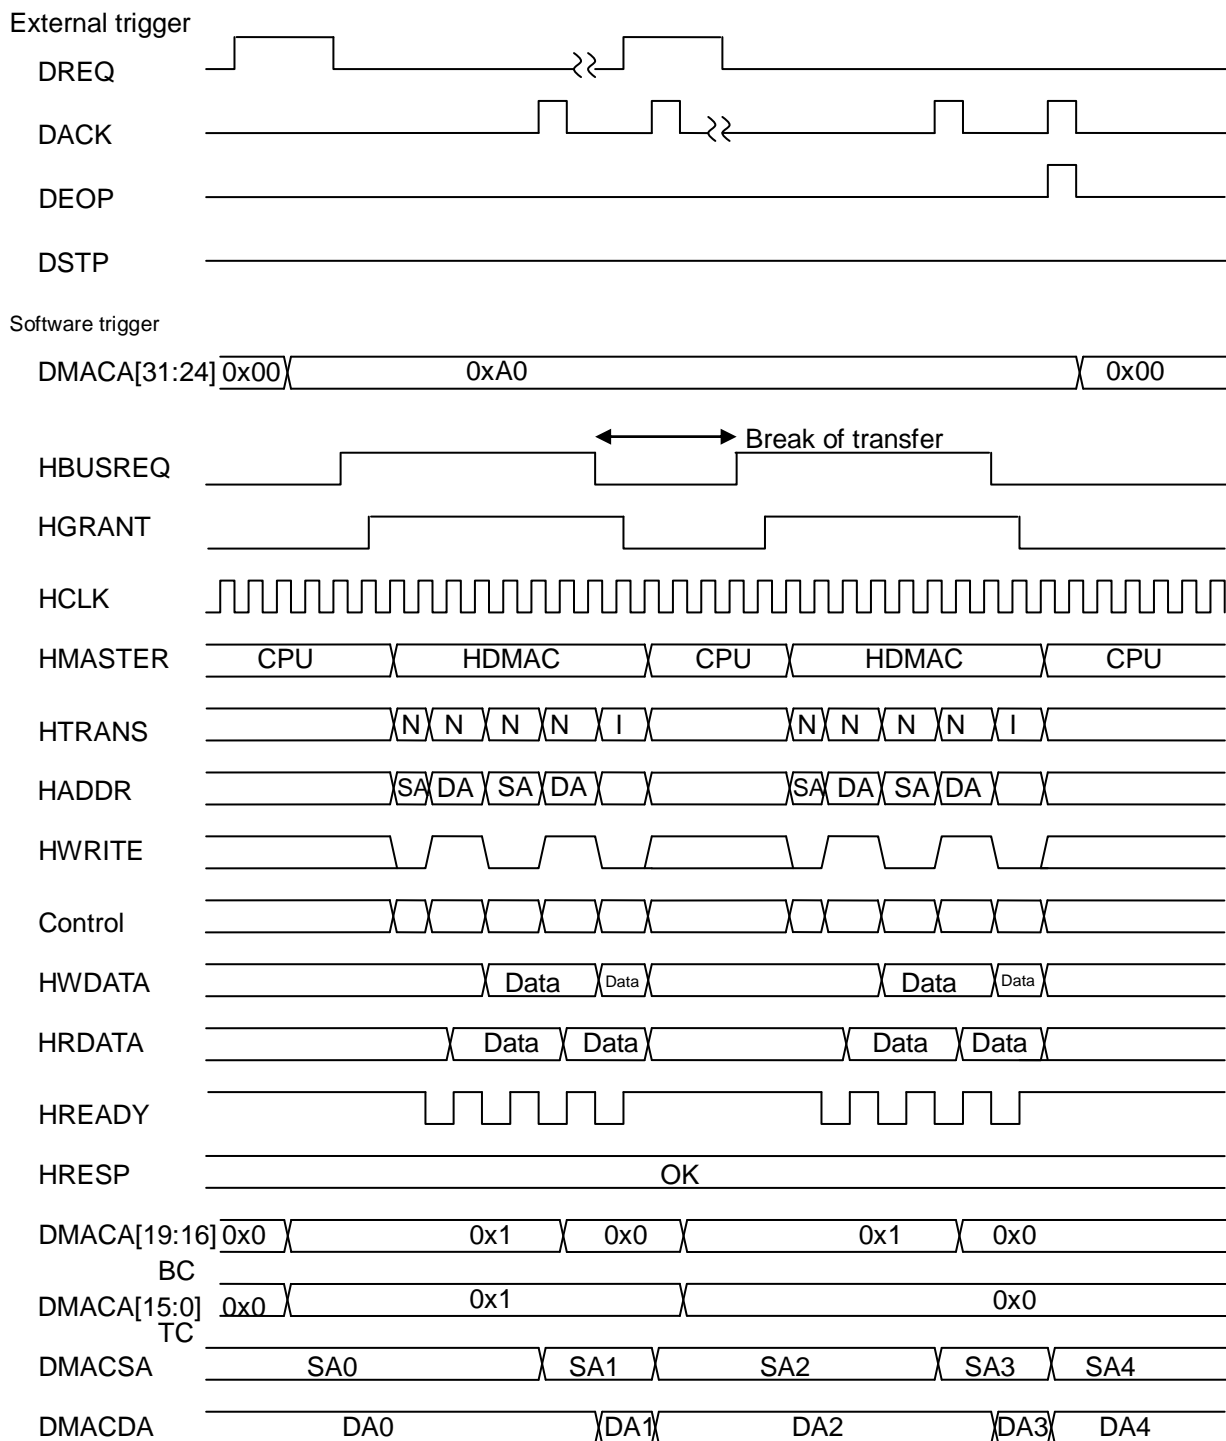 External trigger
DREQ
DACK
DEOP
DSTP
Software trigger
DMACA[31:24] 0x00 0xA0 0x00
Break of transfer
HBUSREQ
HGRANT
HCLK
HMASTER CPU HDMAC CPU HDMAC CPU
HTRANS N N N N I N N N N I
HADDR SA DA SA DA SA DA SA DA
HWRITE
Control
HWDATA Data Data Data Data
HRDATA Data Data Data Data
HREADY
HRESP OK
DMACA[19:16] 0x0 0x1 0x0 0x1 0x0
BC
DMACA[15:0] 0x0 0x1 0x0
TC
DMACSA SA0 SA1 SA2 SA3 SA4
DMACDA DA0 DA1 DA2 DA3 DA4